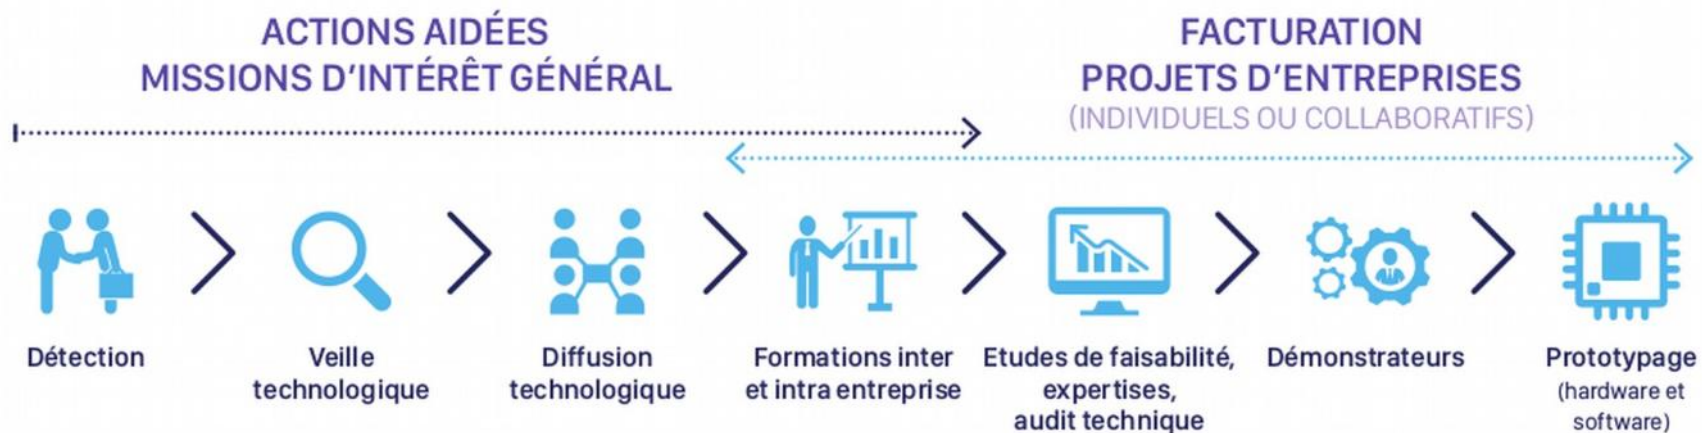 ACTIONS AIDÉES
MISSIONS D'INTÉRÊT GÉNÉRAL
FACTURATION
PROJETS D'ENTREPRISES
(INDIVIDUELS OU COLLABORATIFS)
Détection
Veille
technologique
Diffusion
technologique
Formations inter
et intra entreprise
Etudes de faisabilité,
expertises,
audit technique
Démonstrateurs
Prototypage
(hardware et
software)